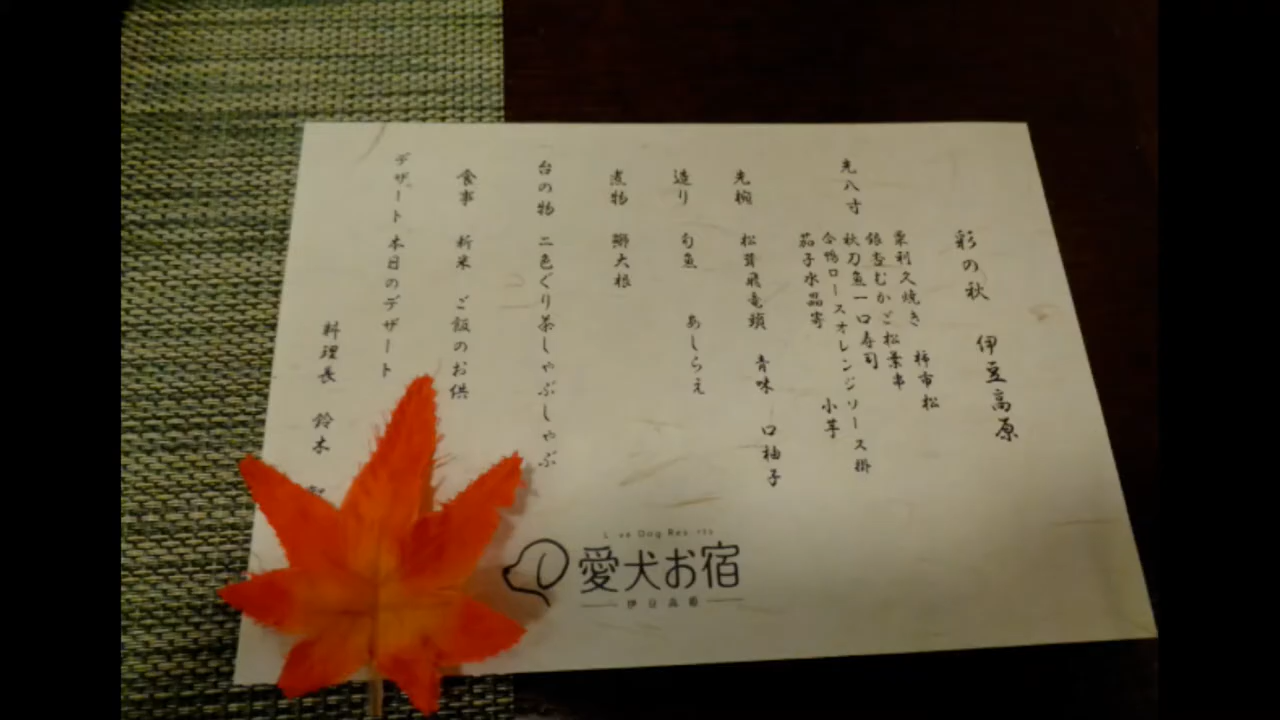 彩の秋 伊豆高原
先八寸
栗利久焼き 柿市松
銀杏むかご松葉串
秋刀魚一口寿司
合鴨ロースオレンジソース掛
茄子水晶寄 小芋
先椀 松茸飛竜頭 青味 口柚子
造り 旬魚 あしらえ
煮物 鰤大根
台の物 二色ぐり茶しゃぶしゃぶ
食事 新米 ご飯のお供
デザート 本日のデザート
料理長 鈴木
Dog
愛犬お宿
伊豆高原